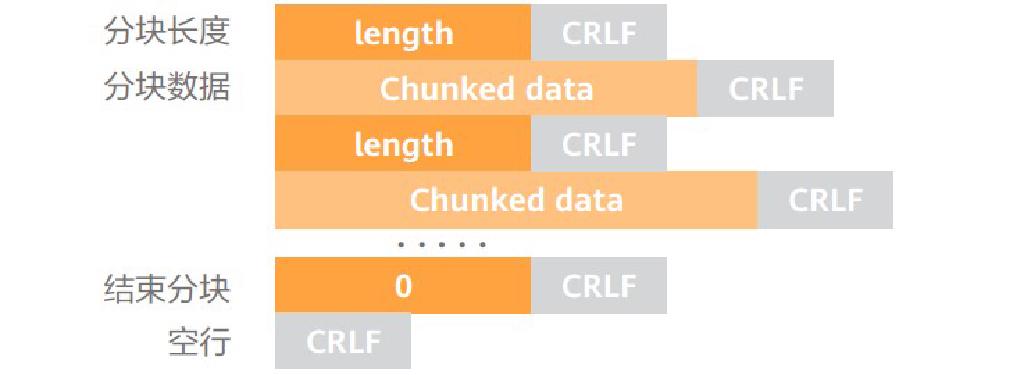 分块长度 length CRLF
分块数据 Chunked data CRLF
length CRLF
Chunked data CRLF
.....
结束分块 0 CRLF
空行 CRLF